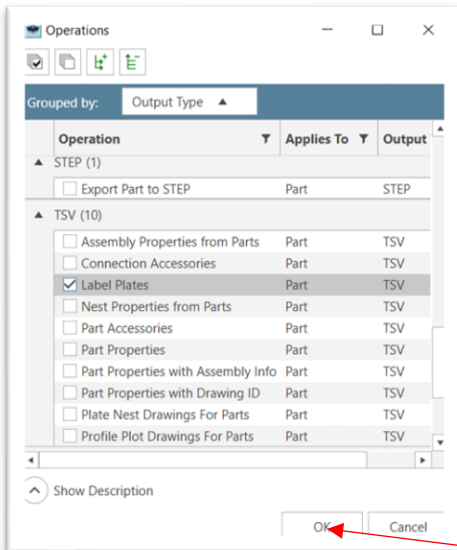 Operations
Grouped by: Output Type
Operation Applies To Output
STEP (1)
Export Part to STEP Part STEP
TSV (10)
Assembly Properties from Parts Part TSV
Connection Accessories Part TSV
Label Plates Part TSV
Nest Properties from Parts Part TSV
Part Accessories Part TSV
Part Properties Part TSV
Part Properties with Assembly Info Part TSV
Part Properties with Drawing ID Part TSV
Plate Nest Drawings For Parts Part TSV
Profile Plot Drawings For Parts Part TSV
Show Description
OK Cancel